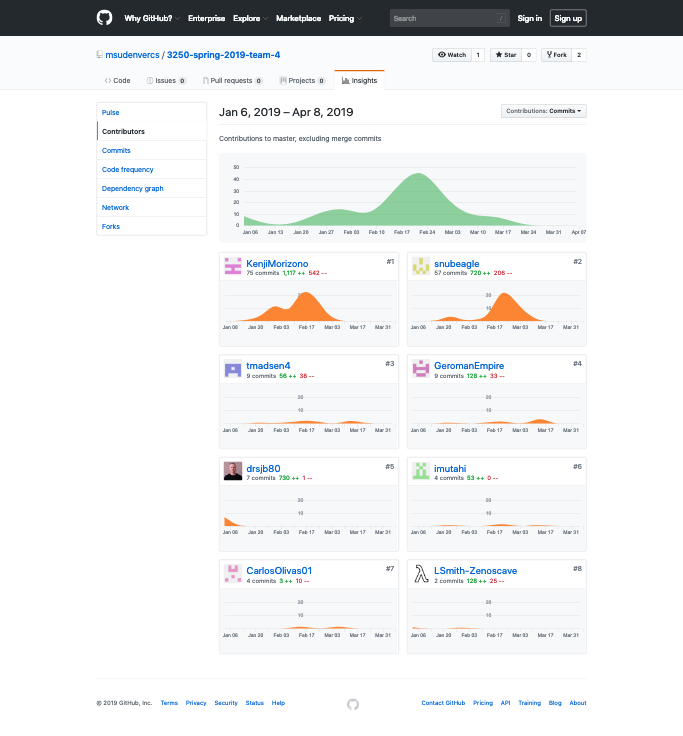 Why GitHub? Enterprise Explore Marketplace Pricing Search / Sign in Sign up
msudenvercs / 3250-spring-2019-team-4 Watch 1 Star 0 Fork 2
Code Issues 0 Pull requests 0 Projects 0 Insights
Pulse
Contributors
Commits
Code frequency
Dependency graph
Network
Forks
Jan 6, 2019 – Apr 8, 2019 Contributions: Commits
Contributions to master, excluding merge commits
50
40
30
20
10
0
Jan 06 Jan 13 Jan 20 Jan 27 Feb 03 Feb 10 Feb 17 Feb 24 Mar 03 Mar 10 Mar 17 Mar 24 Mar 31 Apr 07
KenjiMorizono #1
75 commits 1,117 ++ 542 --
Jan 06 Jan 20 Feb 03 Feb 17 Mar 03 Mar 17 Mar 31
snubeagle #2
57 commits 720 ++ 206 --
20
10
Jan 06 Jan 20 Feb 03 Feb 17 Mar 03 Mar 17 Mar 31
tmadsen4 #3
9 commits 56 ++ 38 --
20
10
Jan 06 Jan 20 Feb 03 Feb 17 Mar 03 Mar 17 Mar 31
GeromanEmpire #4
9 commits 128 ++ 33 --
20
10
Jan 06 Jan 20 Feb 03 Feb 17 Mar 03 Mar 17 Mar 31
drsjb80 #5
7 commits 730 ++ 1 --
20
10
Jan 06 Jan 20 Feb 03 Feb 17 Mar 03 Mar 17 Mar 31
imutahi #6
4 commits 53 ++ 0 --
20
10
Jan 06 Jan 20 Feb 03 Feb 17 Mar 03 Mar 17 Mar 31
CarlosOlivas01 #7
4 commits 3 ++ 10 --
20
10
Jan 06 Jan 20 Feb 03 Feb 17 Mar 03 Mar 17 Mar 31
LSmith-Zenoscave #8
2 commits 128 ++ 25 --
20
10
Jan 06 Jan 20 Feb 03 Feb 17 Mar 03 Mar 17 Mar 31
© 2019 GitHub, Inc. Terms Privacy Security Status Help Contact GitHub Pricing API Training Blog About